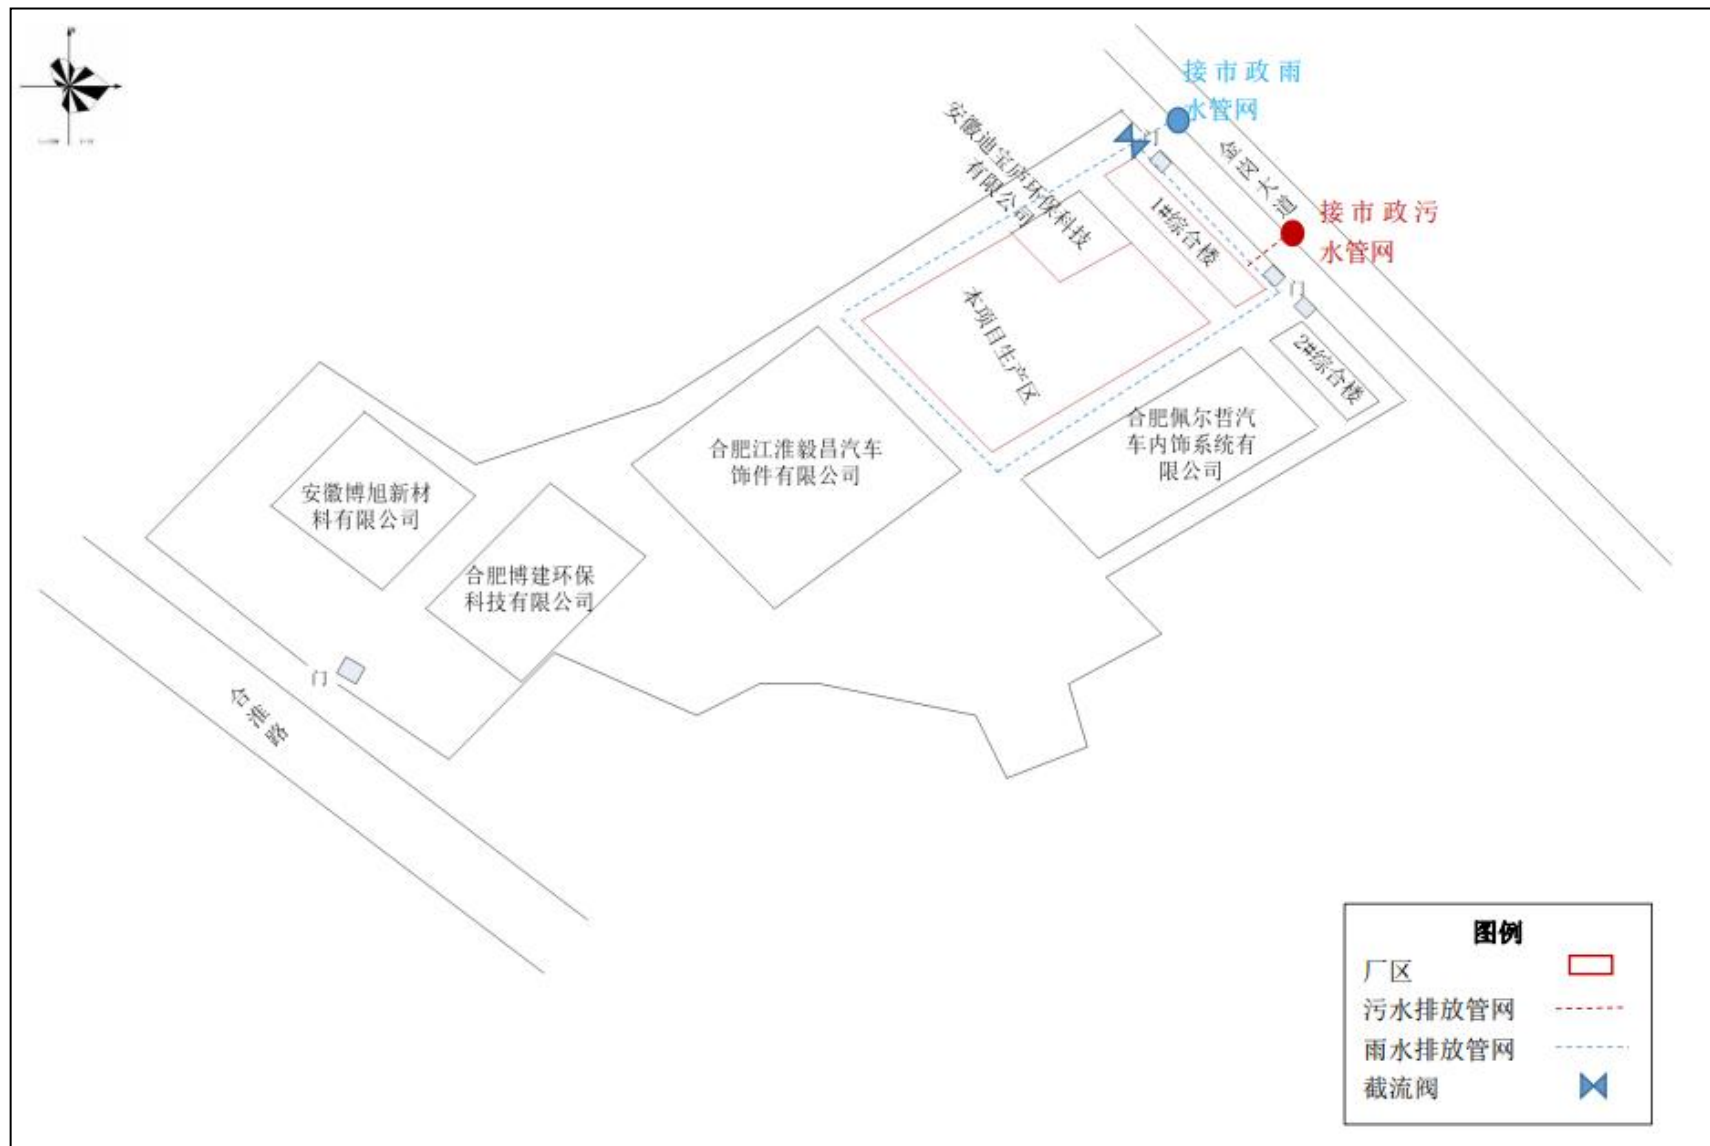 接市政雨
水管网
门
金岗大道
接市政污
水管网
安徽迪宝庐环保科技
有限公司
1#综合楼
门
本项目生产区
2#综合楼
合肥佩尔哲汽
车内饰系统有
限公司
合肥江淮毅昌汽车
饰件有限公司
安徽博旭新材
料有限公司
合肥博建环保
科技有限公司
门
合淮路
图例
厂区
污水排放管网
雨水排放管网
截流阀